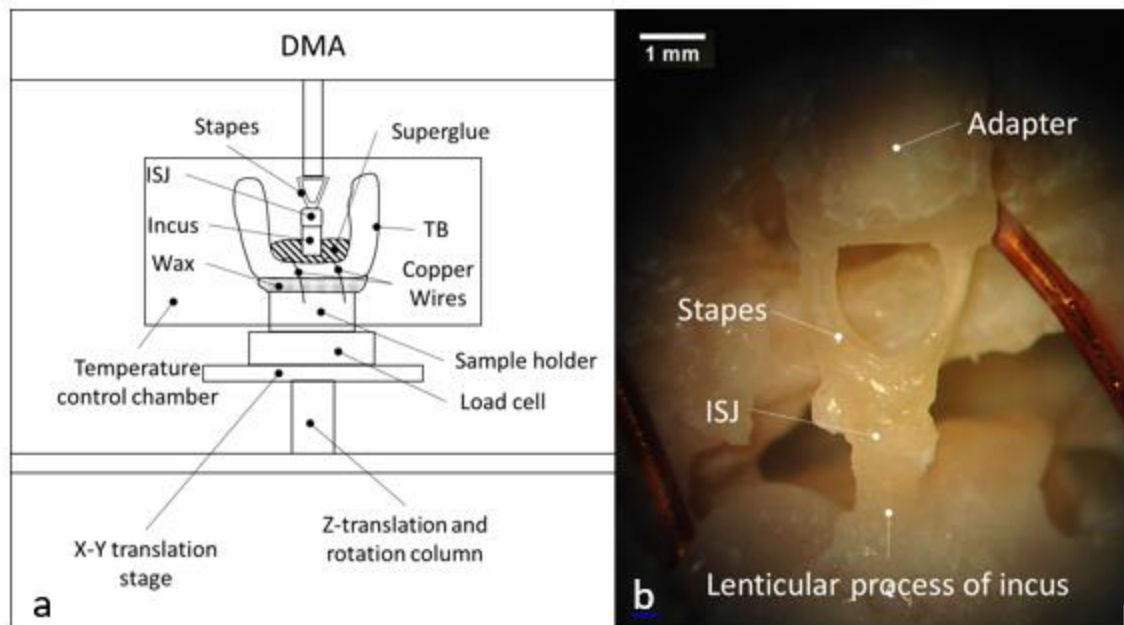 DMA
Stapes
Superglue
ISJ
Incus
TB
Wax
Copper
Wires
Temperature
control chamber
Sample holder
Load cell
X-Y translation
stage
Z-translation and
rotation column
a
1 mm
Adapter
Stapes
ISJ
Lenticular process of incus
b